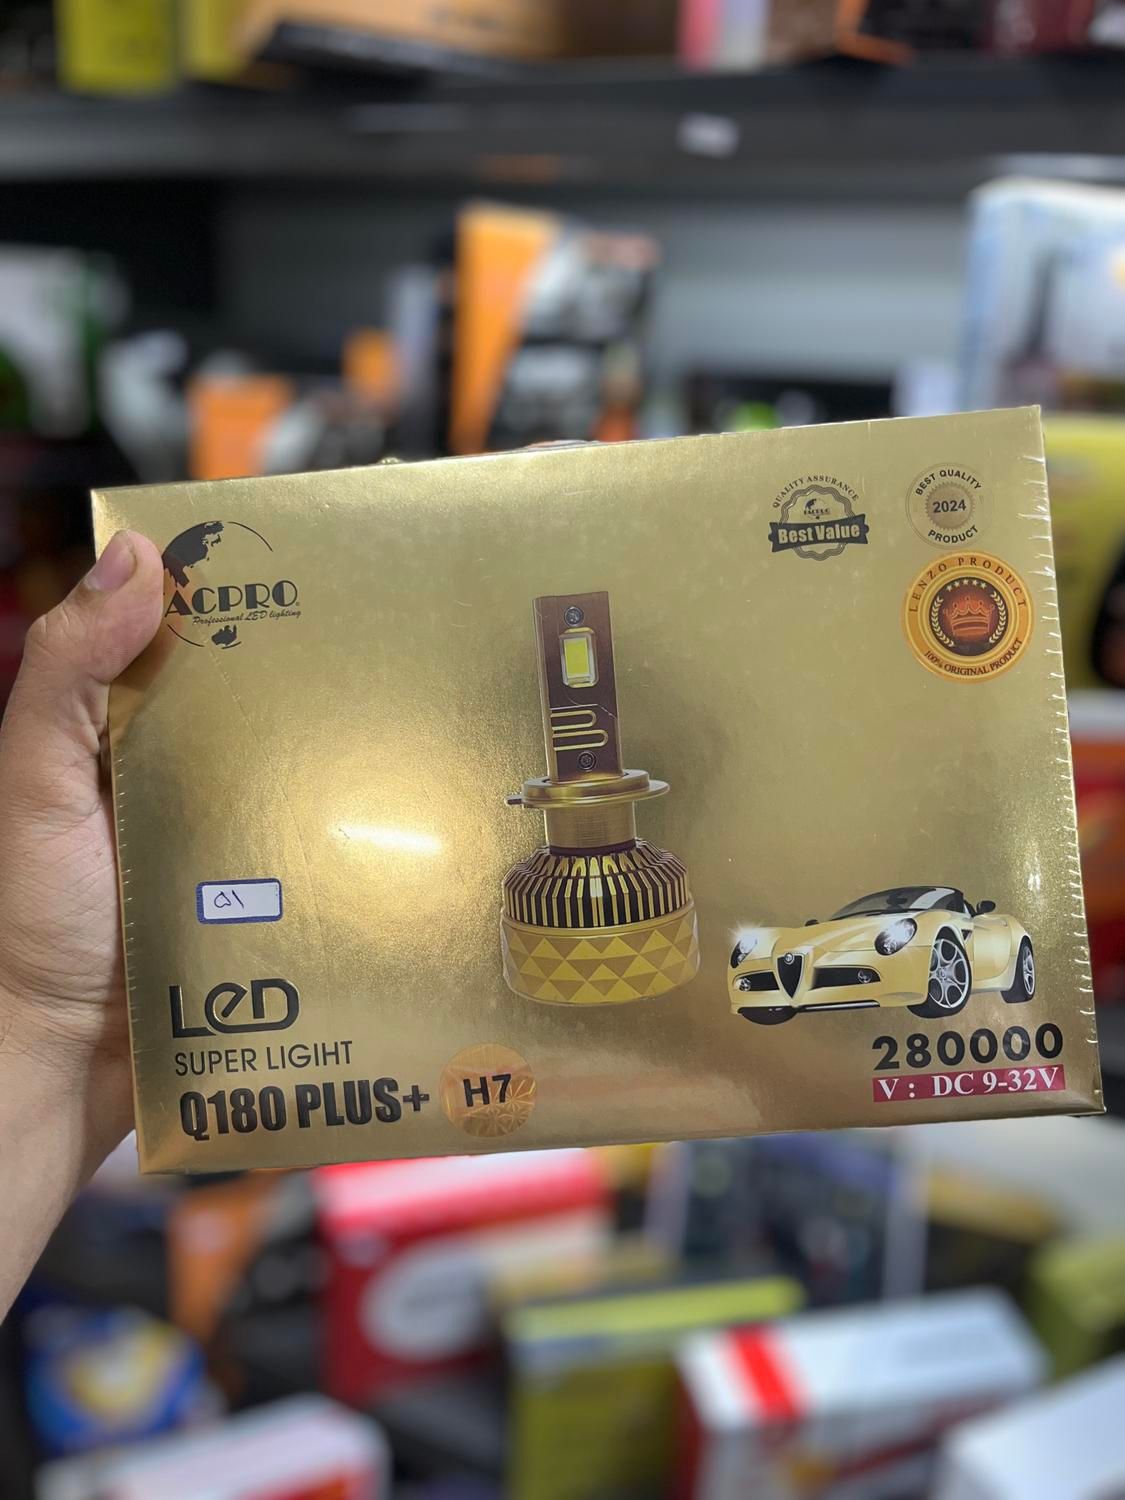 ACPRO
Professional LED lighting
QUALITY ASSURANCE
Best Value
BEST QUALITY
2024
PRODUCT
LENZO PRODUCT
100% ORIGINAL PRODUCT
LED
SUPER LIGIHT
Q180 PLUS+
H7
280000
V : DC 9-32V